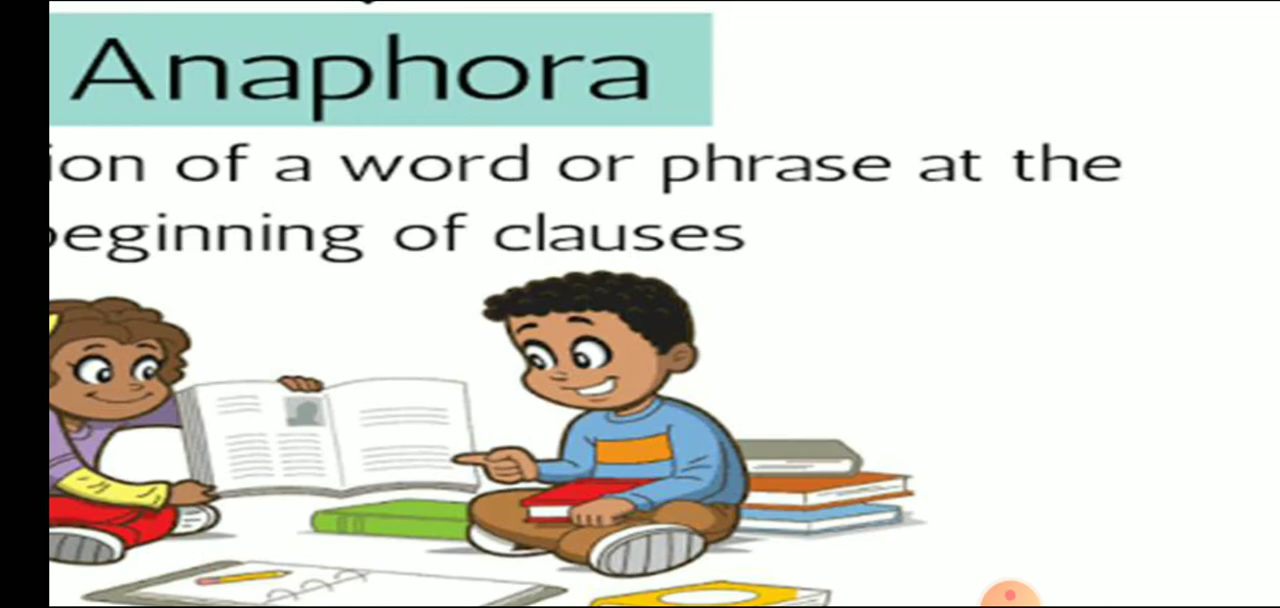 Anaphora
ion of a word or phrase at the
beginning of clauses